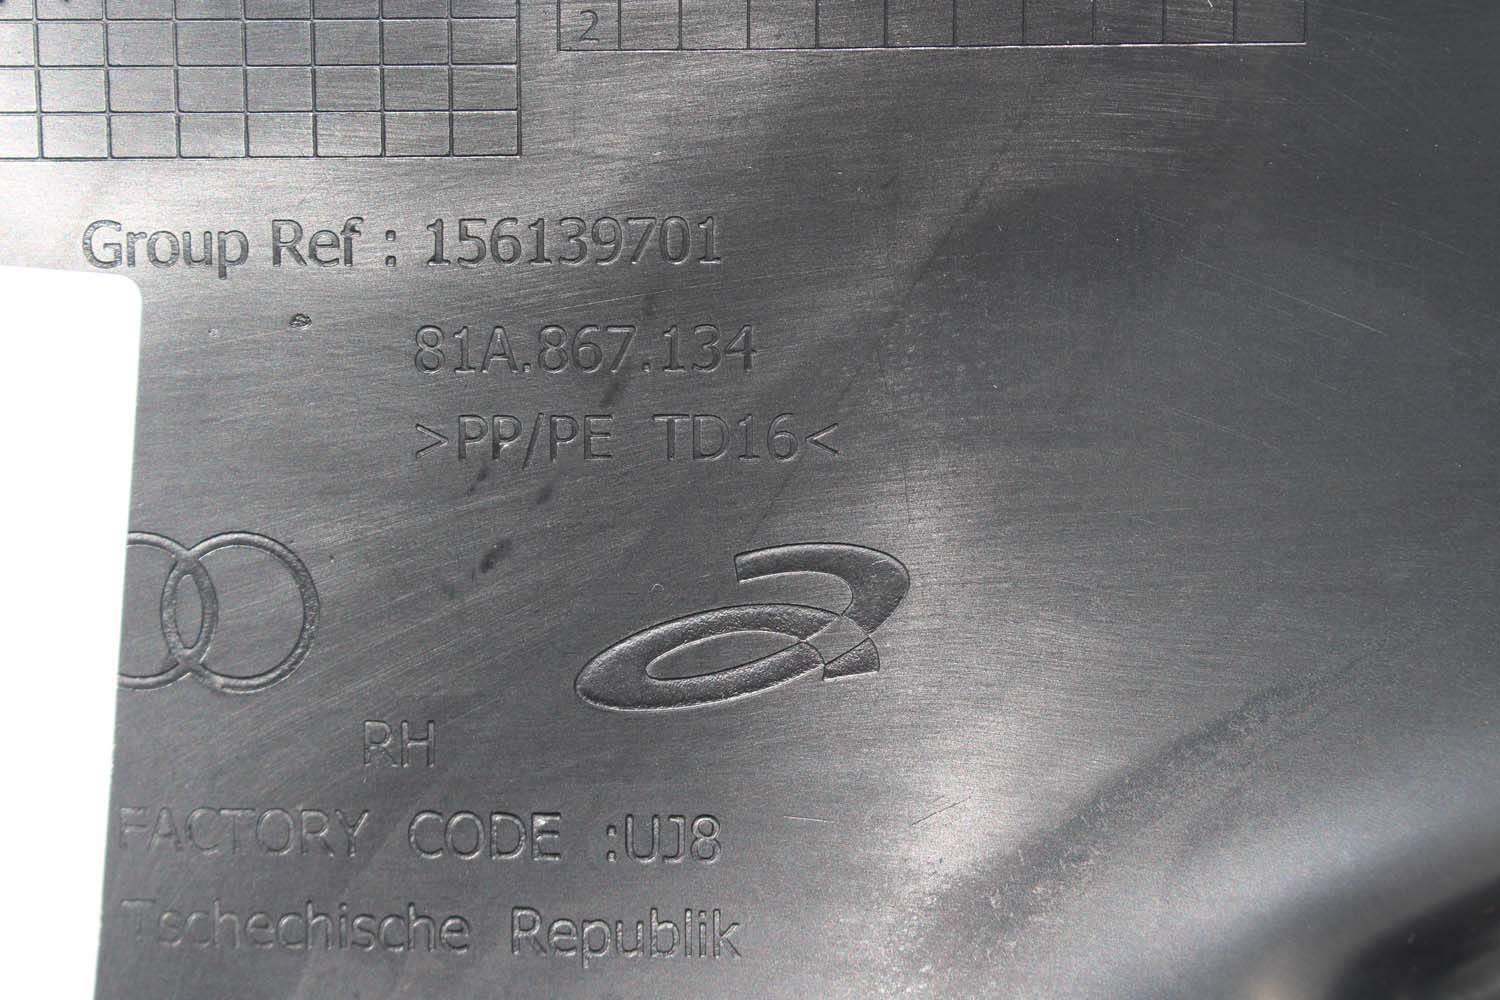 2
Group Ref : 156139701
81A.867.134
>PP/PE TD16<
RH
FACTORY CODE :UJ8
Tschechische Republik